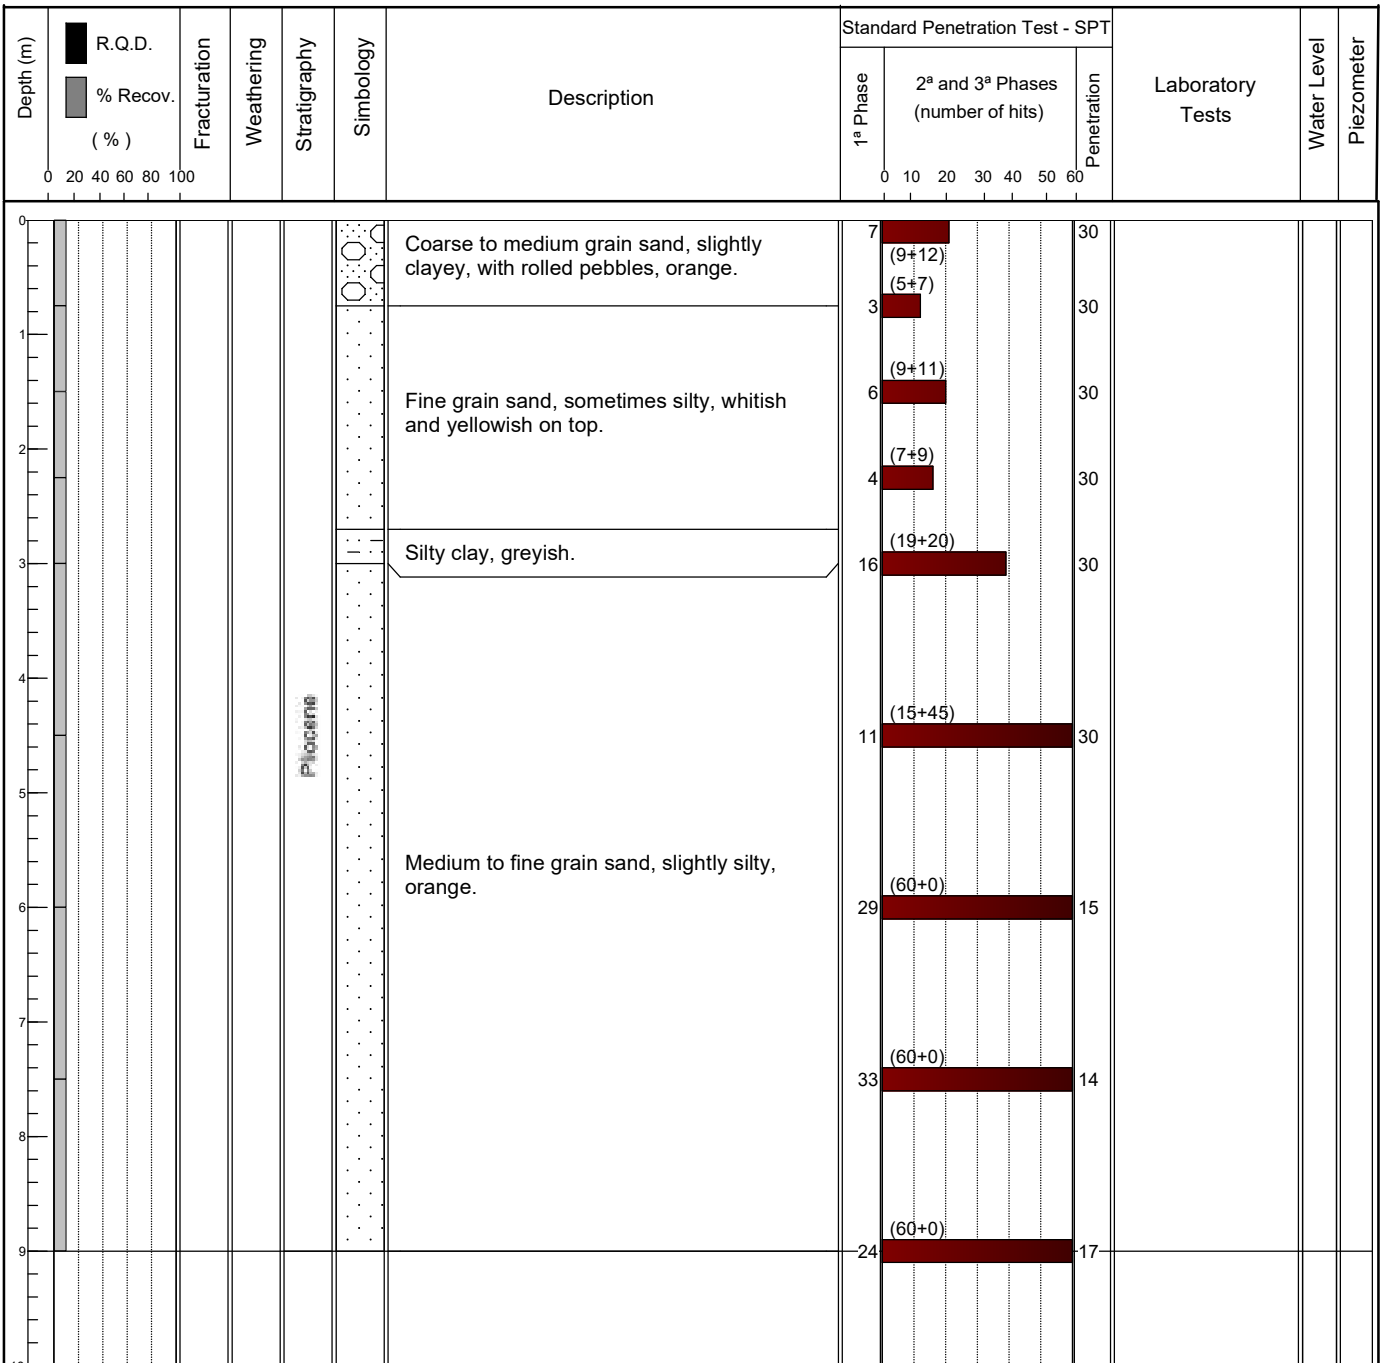 Depth (m)
R.Q.D.
% Recov.
( % )
0 20 40 60 80 100
Fracturation
Weathering
Stratigraphy
Simbology
Description
Standard Penetration Test - SPT
1ª Phase
2ª and 3ª Phases
(number of hits)
0 10 20 30 40 50 60
Penetration
Laboratory
Tests
Water Level
Piezometer
0
Coarse to medium grain sand, slightly
clayey, with rolled pebbles, orange.
7
(9+12)
30
(5+7)
3
30
1
Fine grain sand, sometimes silty, whitish
and yellowish on top.
(9+11)
6
30
2
(7+9)
4
30
Silty clay, greyish.
(19+20)
3
16
30
4
Pliocene
(15+45)
11
30
5
Medium to fine grain sand, slightly silty,
orange.
(60+0)
6
29
15
7
(60+0)
33
14
8
(60+0)
9
24
17